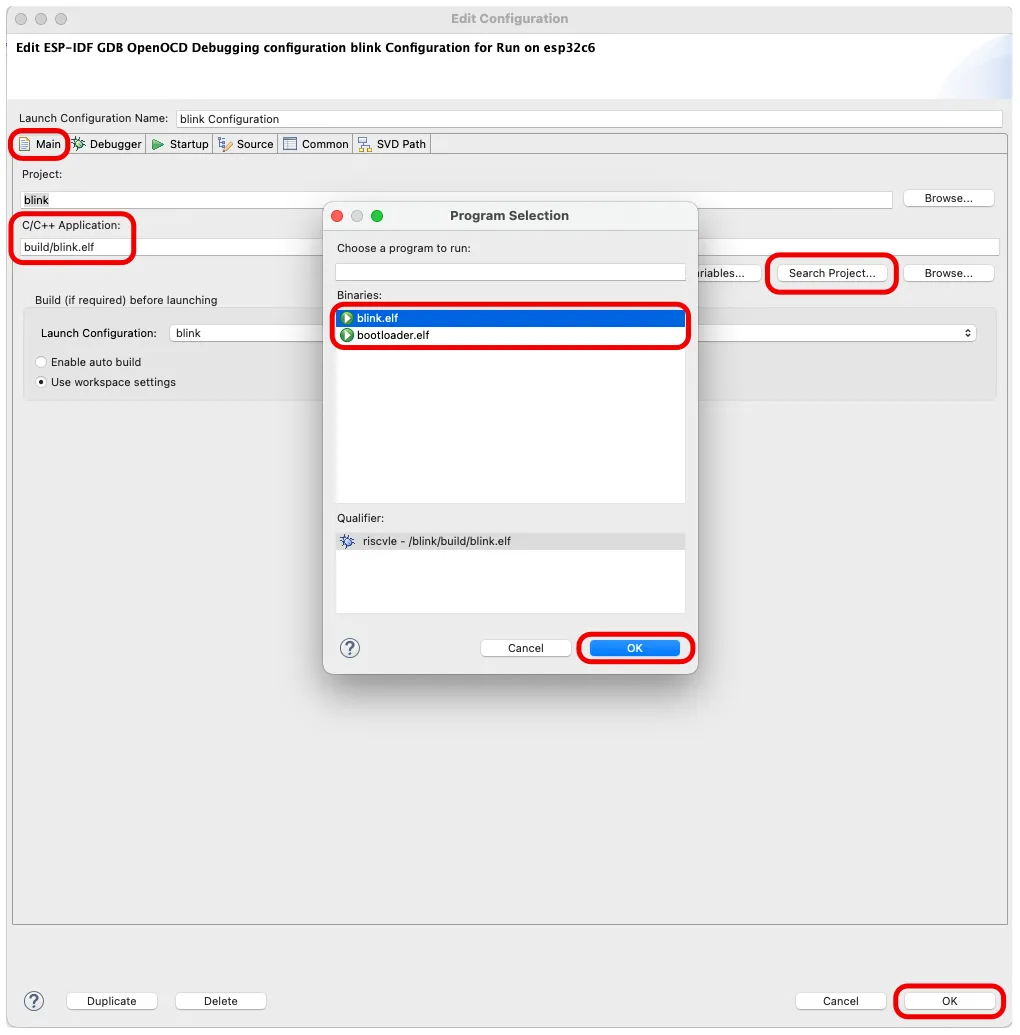 Edit Configuration
Edit ESP-IDF GDB OpenOCD Debugging configuration blink Configuration for Run on esp32c6
Launch Configuration Name: blink Configuration
Main Debugger Startup Source Common SVD Path
Project:
blink Browse...
C/C++ Application:
build/blink.elf
riables... Search Project... Browse...
Build (if required) before launching
Launch Configuration: blink
Enable auto build
Use workspace settings
Program Selection
Choose a program to run:
Binaries:
blink.elf
bootloader.elf
Qualifier:
riscvle - /blink/build/blink.elf
? Cancel OK
? Duplicate Delete Cancel OK